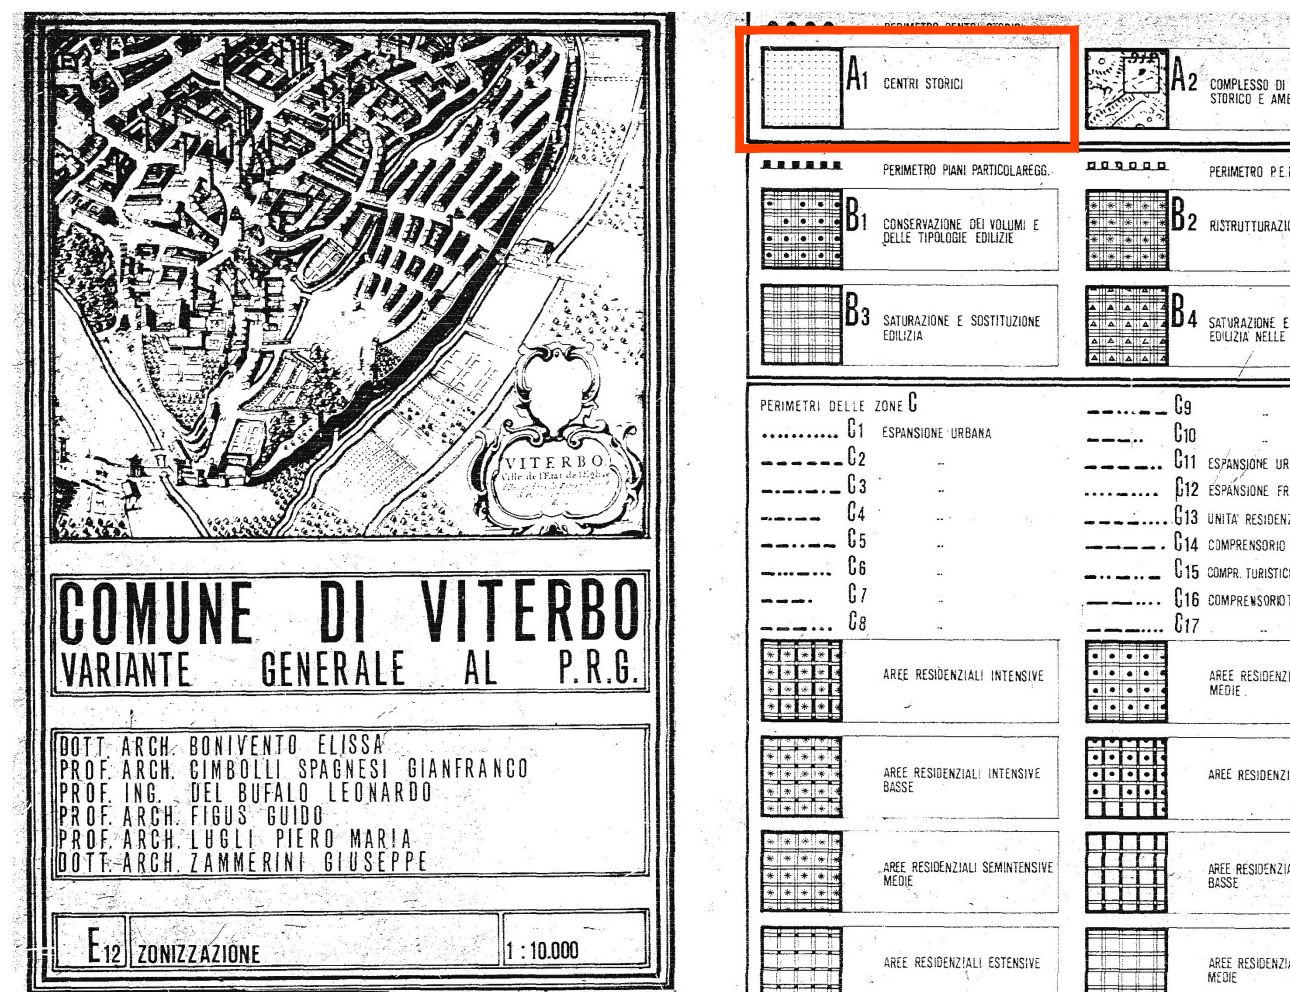 VITERBO
COMUNE DI VITERBO
VARIANTE GENERALE AL P.R.G.
DOTT. ARCH. BONIVENTO ELISSA
PROF. ARCH. CIMBOLLI SPAGNESI GIANFRANCO
PROF. ING. DEL BUFALO LEONARDO
PROF. ARCH. FIGUS GUIDO
PROF. ARCH. LUGLI PIERO MARIA
DOTT. ARCH. ZAMMERINI GIUSEPPE
E12 ZONIZZAZIONE 1:10.000
PERIMETRO CENTRI STORICI
A1 CENTRI STORICI
A2 COMPLESSO DI
STORICO E AMB
PERIMETRO PIANI PARTICOLAREGG.
PERIMETRO P.E.
B1 CONSERVAZIONE DEI VOLUMI E
DELLE TIPOLOGIE EDILIZIE
B2 RISTRUTTURAZIO
B3 SATURAZIONE E SOSTITUZIONE
EDILIZIA
B4 SATURAZIONE E
EDILIZIA NELLE
PERIMETRI DELLE ZONE C
C1 ESPANSIONE URBANA
C2 ..
C3 ..
C4 ..
C5 ..
C6 ..
C7 ..
C8 ..
C9 ..
C10 ..
C11 ESPANSIONE UR
C12 ESPANSIONE FR
C13 UNITA' RESIDENZ
C14 COMPRENSORIO
C15 COMPR. TURISTIC
C16 COMPRENSORIO T
C17 ..
AREE RESIDENZIALI INTENSIVE
AREE RESIDENZI
MEDIE.
AREE RESIDENZIALI INTENSIVE
BASSE
AREE RESIDENZI
AREE RESIDENZIALI SEMINTENSIVE
MEDIE
AREE RESIDENZIA
BASSE
AREE RESIDENZIALI ESTENSIVE
AREE RESIDENZIA
MEDIE